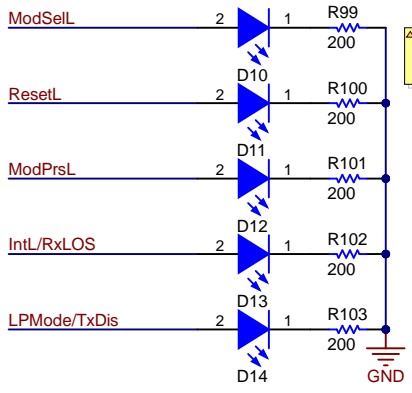 ModSelL 2 1 R99
200
D10
ResetL 2 1 R100
200
D11
ModPrsL 2 1 R101
200
D12
IntL/RxLOS 2 1 R102
200
D13
LPMode/TxDis 2 1 R103
200
D14
GND